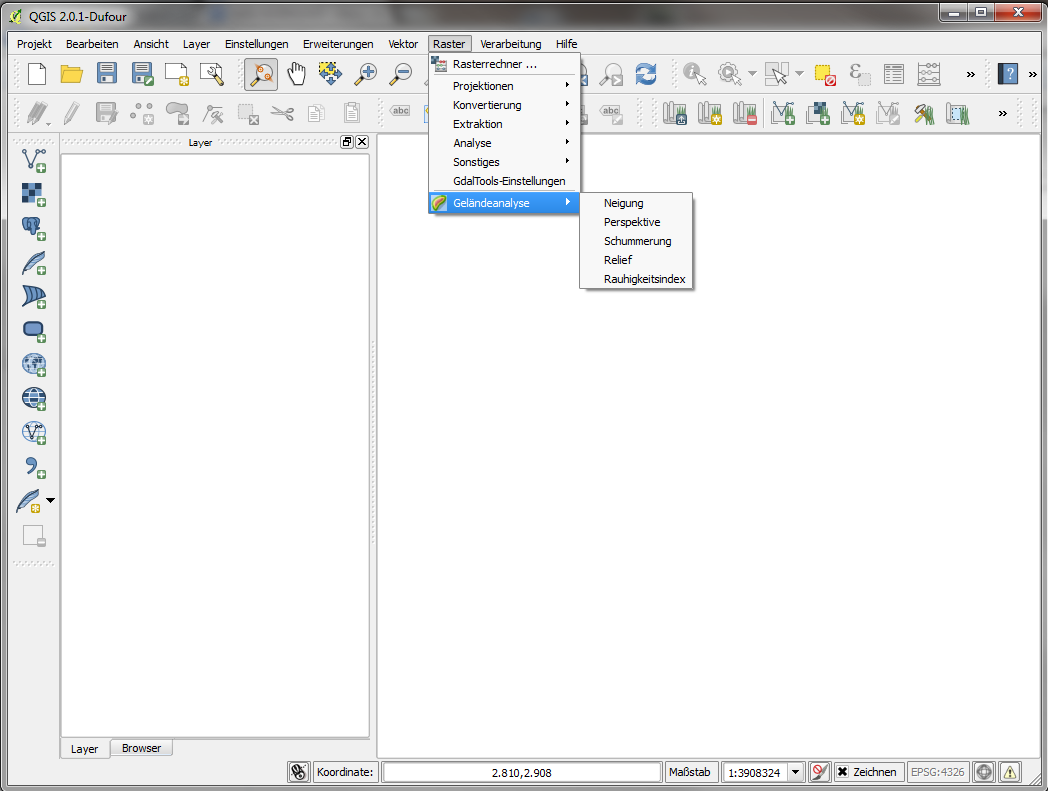 QGIS 2.0.1-Dufour
Projekt Bearbeiten Ansicht Layer Einstellungen Erweiterungen Vektor Raster Verarbeitung Hilfe
Rasterrechner ...
Projektionen
Konvertierung
Extraktion
Analyse
Sonstiges
GdalTools-Einstellungen
Geländeanalyse
Neigung
Perspektive
Schummerung
Relief
Rauhigkeitsindex
abc
abc
Layer
Layer Browser
Koordinate: 2.810,2.908 Maßstab 1:3908324 Zeichnen EPSG:4326